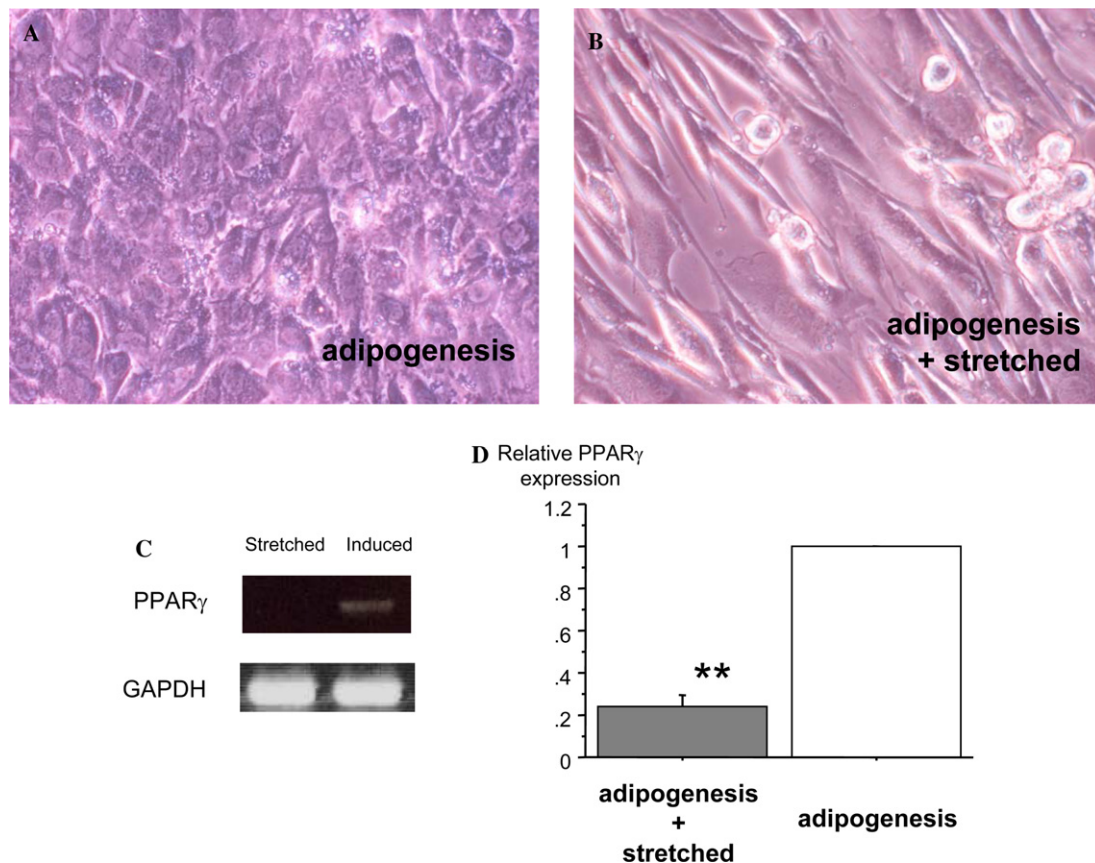 A
adipogenesis
B
adipogenesis
+ stretched
C
Stretched Induced
PPARγ
GAPDH
D Relative PPARγ
expression
1.2
1
.8
.6
.4
.2
0
**
adipogenesis
+
stretched
adipogenesis